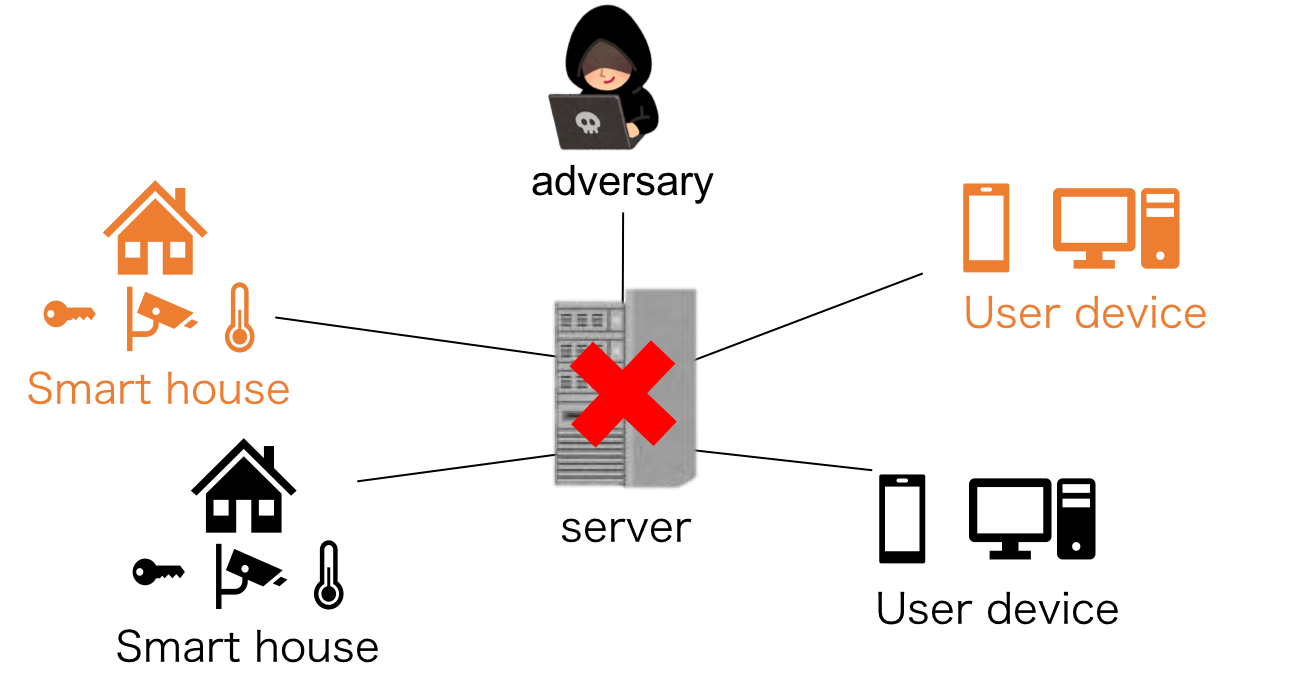 adversary
Smart house
User device
server
Smart house
User device